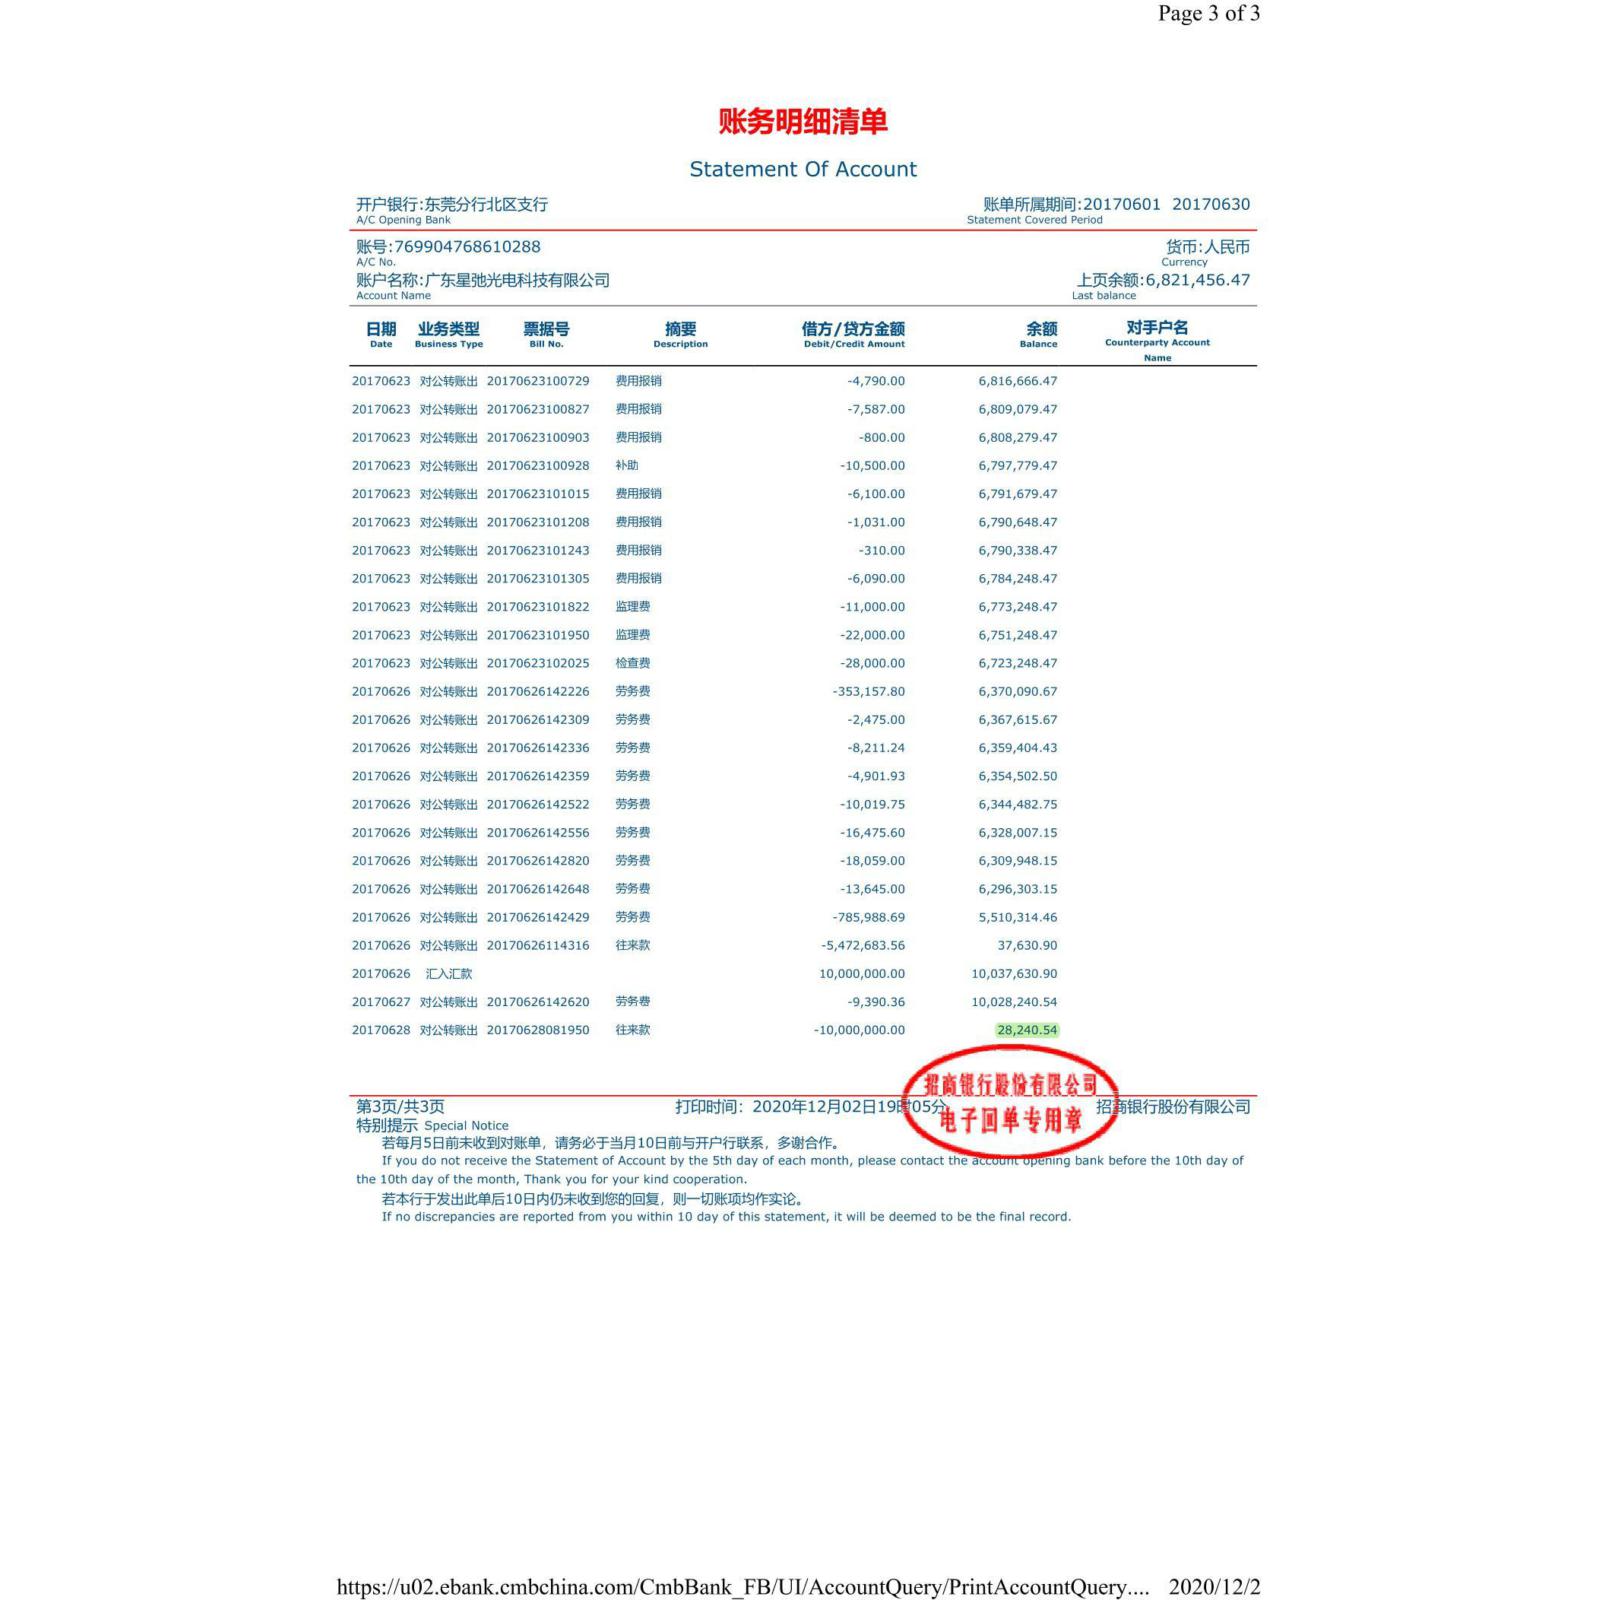 Page 3 of 3
账务明细清单
Statement Of Account
开户银行:东莞分行北区支行 账单所属期间:20170601 20170630
A/C Opening Bank Statement Covered Period
账号:769904768610288 货币:人民币
A/C No. Currency
账户名称:广东星弛光电科技有限公司 上页余额:6,821,456.47
Account Name Last balance
日期 业务类型 票据号 摘要 借方/贷方金额 余额 对手户名
Date Business Type Bill No. Description Debit/Credit Amount Balance Counterparty Account
Name
20170623 对公转账出 20170623100729 费用报销 -4,790.00 6,816,666.47
20170623 对公转账出 20170623100827 费用报销 -7,587.00 6,809,079.47
20170623 对公转账出 20170623100903 费用报销 -800.00 6,808,279.47
20170623 对公转账出 20170623100928 补助 -10,500.00 6,797,779.47
20170623 对公转账出 20170623101015 费用报销 -6,100.00 6,791,679.47
20170623 对公转账出 20170623101208 费用报销 -1,031.00 6,790,648.47
20170623 对公转账出 20170623101243 费用报销 -310.00 6,790,338.47
20170623 对公转账出 20170623101305 费用报销 -6,090.00 6,784,248.47
20170623 对公转账出 20170623101822 监理费 -11,000.00 6,773,248.47
20170623 对公转账出 20170623101950 监理费 -22,000.00 6,751,248.47
20170623 对公转账出 20170623102025 检查费 -28,000.00 6,723,248.47
20170626 对公转账出 20170626142226 劳务费 -353,157.80 6,370,090.67
20170626 对公转账出 20170626142309 劳务费 -2,475.00 6,367,615.67
20170626 对公转账出 20170626142336 劳务费 -8,211.24 6,359,404.43
20170626 对公转账出 20170626142359 劳务费 -4,901.93 6,354,502.50
20170626 对公转账出 20170626142522 劳务费 -10,019.75 6,344,482.75
20170626 对公转账出 20170626142556 劳务费 -16,475.60 6,328,007.15
20170626 对公转账出 20170626142820 劳务费 -18,059.00 6,309,948.15
20170626 对公转账出 20170626142648 劳务费 -13,645.00 6,296,303.15
20170626 对公转账出 20170626142429 劳务费 -785,988.69 5,510,314.46
20170626 对公转账出 20170626114316 往来款 -5,472,683.56 37,630.90
20170626 汇入汇款 10,000,000.00 10,037,630.90
20170627 对公转账出 20170626142620 劳务费 -9,390.36 10,028,240.54
20170628 对公转账出 20170628081950 往来款 -10,000,000.00 28,240.54
招商银行股份有限公司
电子回单专用章
第3页/共3页 打印时间：2020年12月02日19时05分 招商银行股份有限公司
特别提示 Special Notice
若每月5日前未收到对账单，请务必于当月10日前与开户行联系，多谢合作。
If you do not receive the Statement of Account by the 5th day of each month, please contact the account opening bank before the 10th day of
the 10th day of the month, Thank you for your kind cooperation.
若本行于发出此单后10日内仍未收到您的回复，则一切账项均作实论。
If no discrepancies are reported from you within 10 day of this statement, it will be deemed to be the final record.
https://u02.ebank.cmbchina.com/CmbBank_FB/UI/AccountQuery/PrintAccountQuery.... 2020/12/2